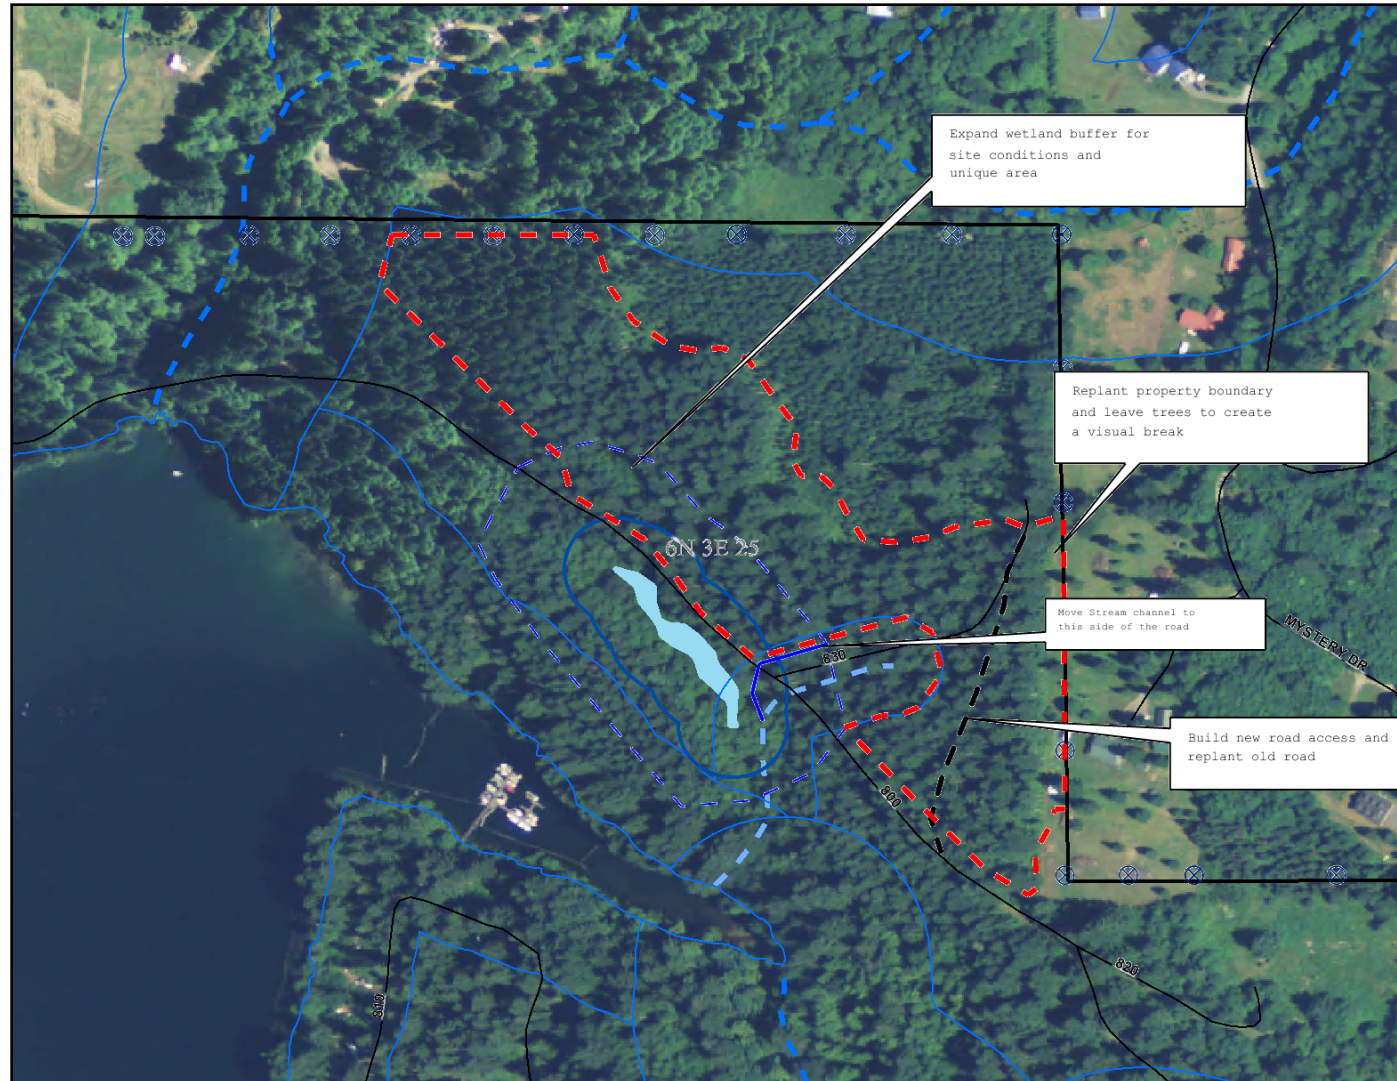 Expand wetland buffer for
site conditions and
unique area
Replant property boundary
and leave trees to create
a visual break
6N 3E 25
Move Stream channel to
this side of the road
MYSTERY DR
830
Build new road access and
replant old road
800
820
810